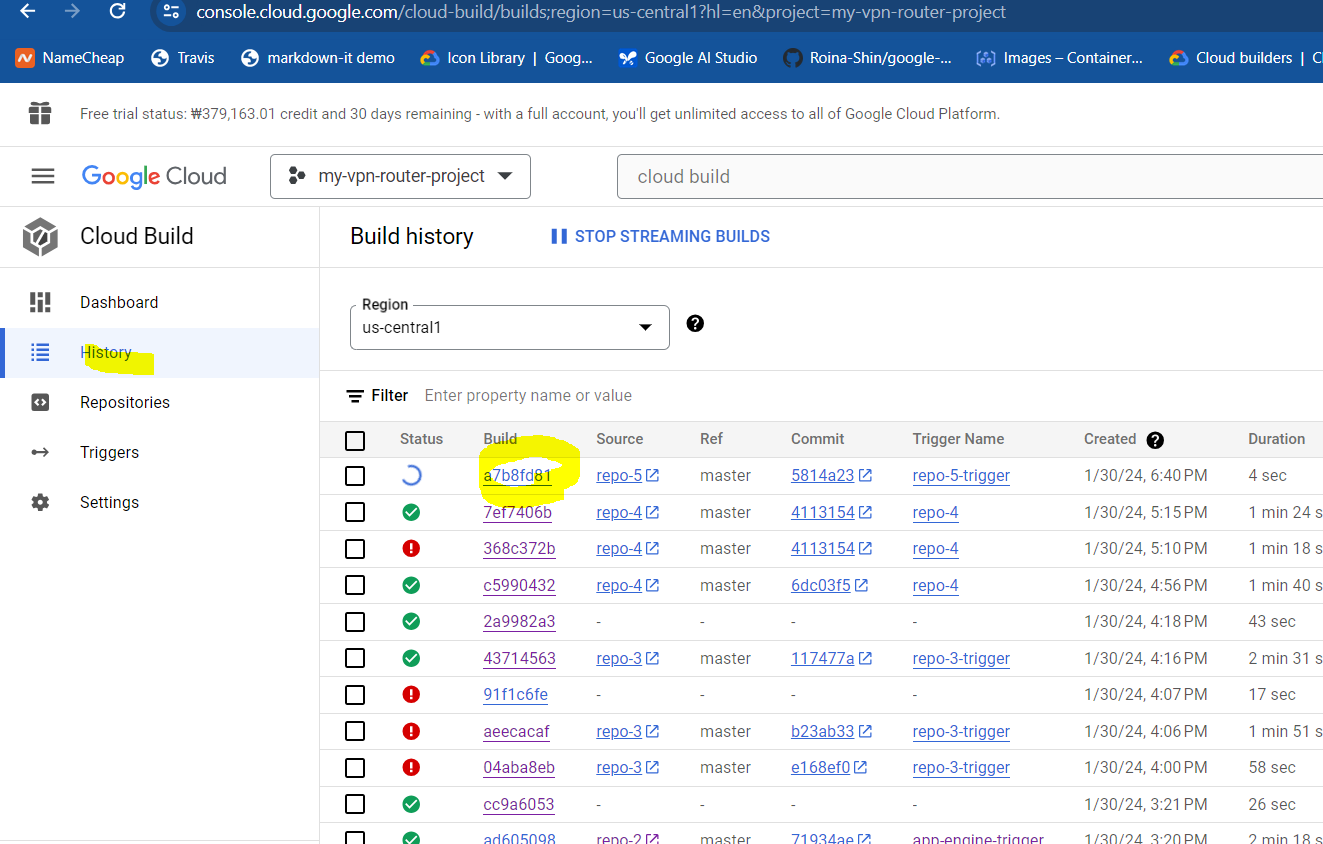 console.cloud.google.com/cloud-build/builds;region=us-central1?hl=en&project=my-vpn-router-project
NameCheap Travis markdown-it demo Icon Library | Goog... Google AI Studio Roina-Shin/google-... Images – Container... Cloud builders |
Free trial status: ₩379,163.01 credit and 30 days remaining - with a full account, you'll get unlimited access to all of Google Cloud Platform.
Google Cloud my-vpn-router-project cloud build
Cloud Build Build history STOP STREAMING BUILDS
Dashboard
History
Repositories
Triggers
Settings
Region
us-central1
Filter Enter property name or value
Status Build Source Ref Commit Trigger Name Created Duration
a7b8fd81 repo-5 master 5814a23 repo-5-trigger 1/30/24, 6:40 PM 4 sec
7ef7406b repo-4 master 4113154 repo-4 1/30/24, 5:15 PM 1 min 24 s
368c372b repo-4 master 4113154 repo-4 1/30/24, 5:10 PM 1 min 18 s
c5990432 repo-4 master 6dc03f5 repo-4 1/30/24, 4:56 PM 1 min 40 s
2a9982a3 - - - - 1/30/24, 4:18 PM 43 sec
43714563 repo-3 master 117477a repo-3-trigger 1/30/24, 4:16 PM 2 min 31 s
91f1c6fe - - - - 1/30/24, 4:07 PM 17 sec
aeecacaf repo-3 master b23ab33 repo-3-trigger 1/30/24, 4:06 PM 1 min 51 s
04aba8eb repo-3 master e168ef0 repo-3-trigger 1/30/24, 4:00 PM 58 sec
cc9a6053 - - - - 1/30/24, 3:21 PM 26 sec
ad605098 repo-2 master 71934ae app-engine-trigger 1/30/24, 3:20 PM 2 min 18 s